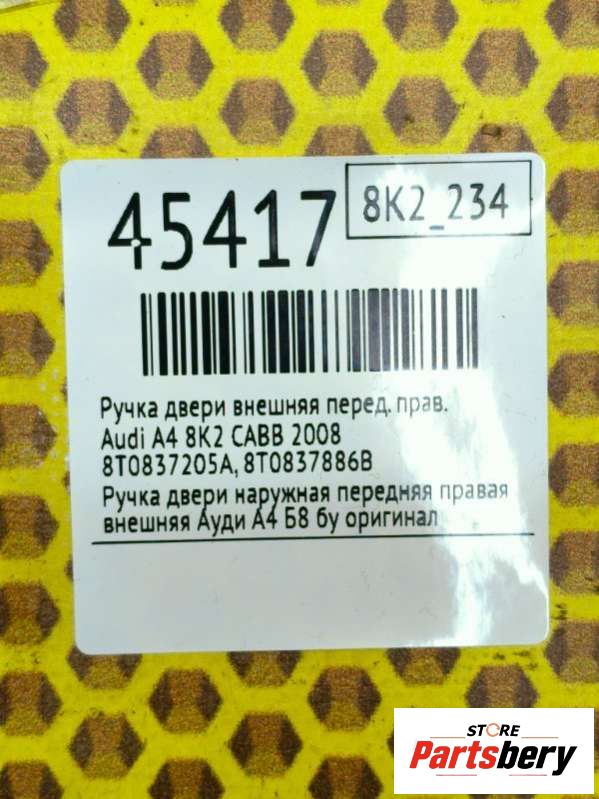 45417
8K2_234
Ручка двери внешняя перед. прав.
Audi A4 8K2 CABB 2008
8T0837205A, 8T0837886B
Ручка двери наружная передняя правая
внешняя Ауди А4 Б8 бу оригинал
STORE
Partsbery